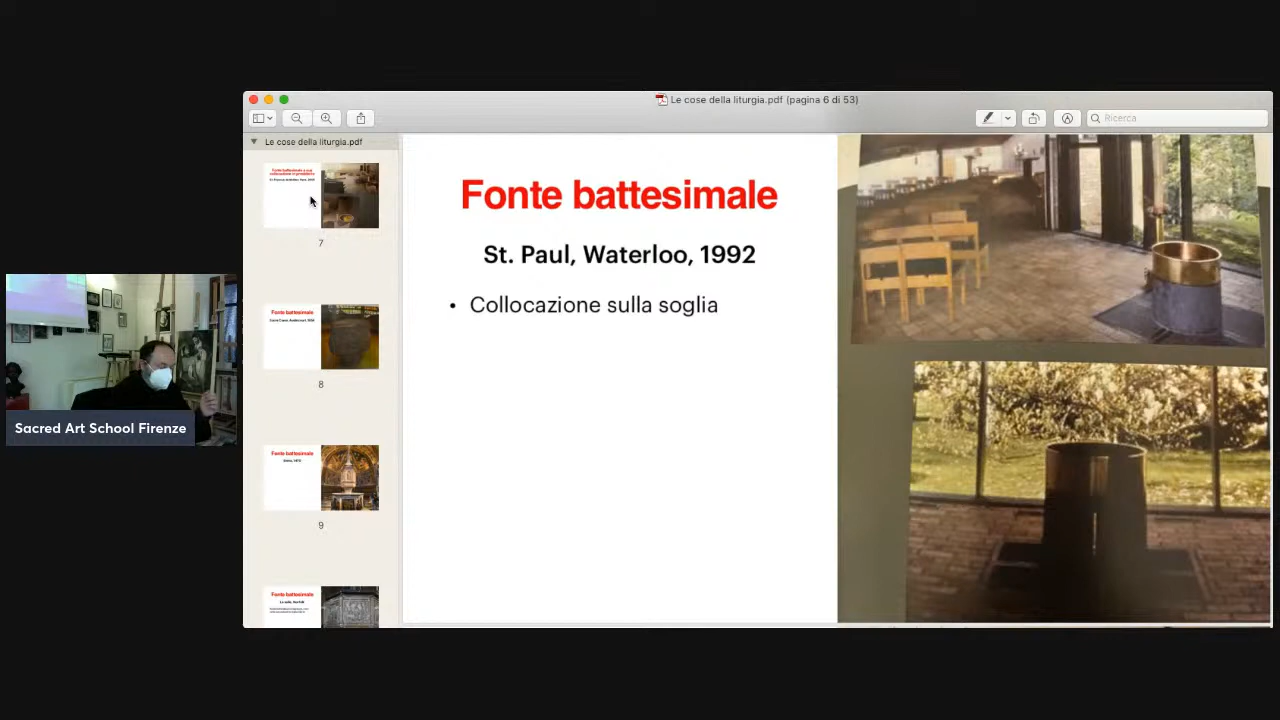 Le cose della liturgia.pdf (pagina 6 di 53)
Ricerca
Le cose della liturgia.pdf
7
Fonte battesimale
8
Fonte battesimale
9
Fonte battesimale
Fonte battesimale
St. Paul, Waterloo, 1992
• Collocazione sulla soglia
Sacred Art School Firenze